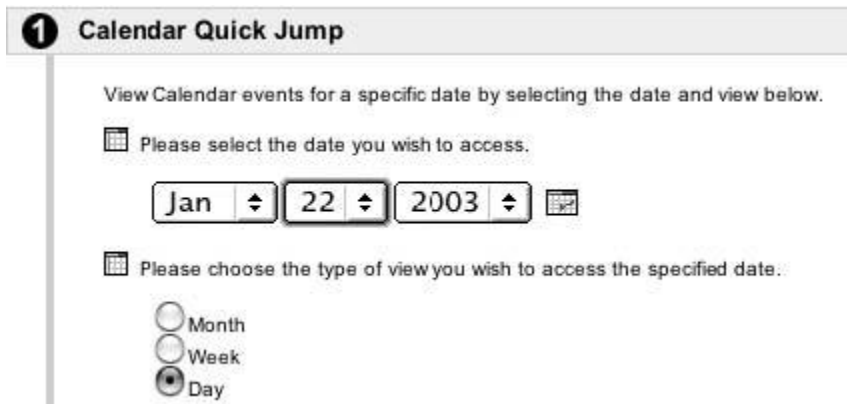 1 Calendar Quick Jump
View Calendar events for a specific date by selecting the date and view below.
Please select the date you wish to access.
Jan 22 2003
Please choose the type of view you wish to access the specified date.
Month
Week
Day